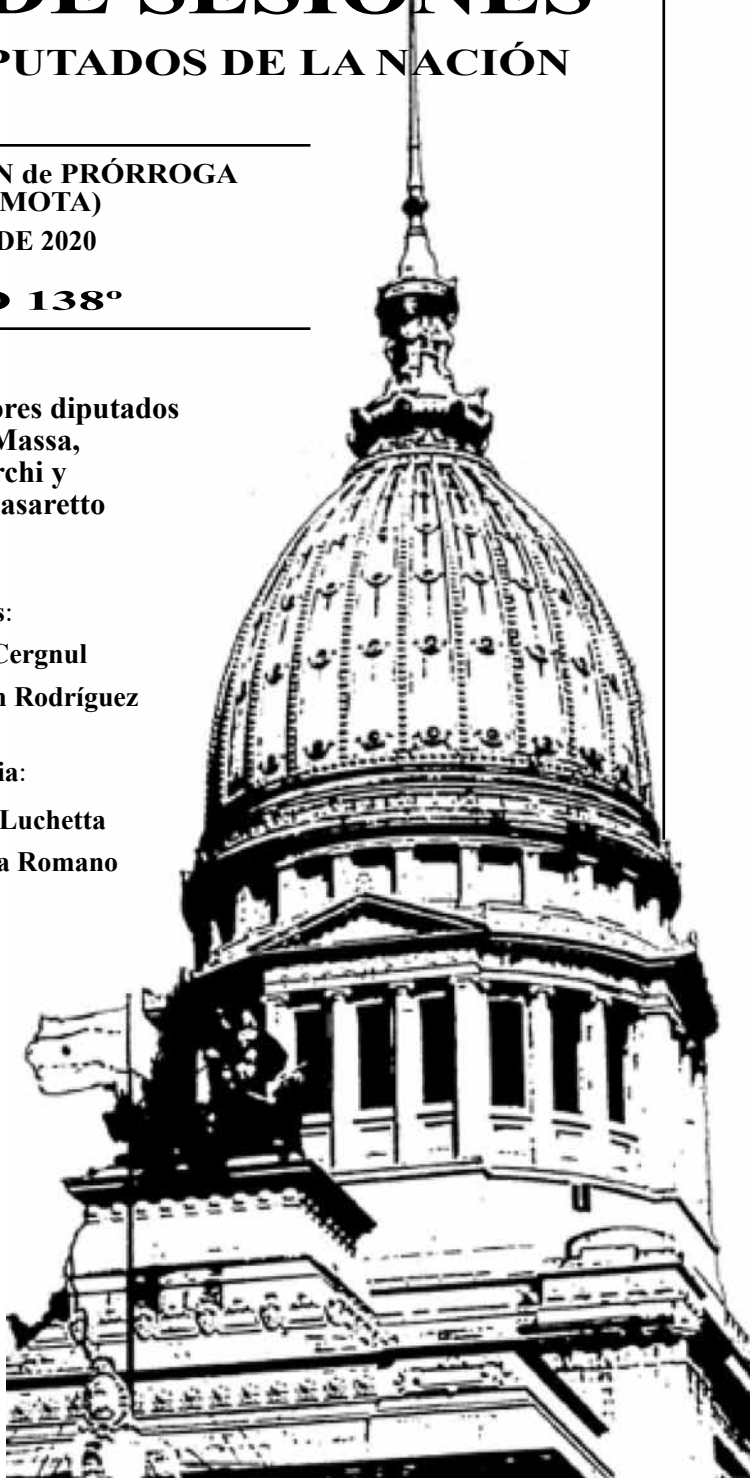 DE SESIONES
PUTADOS DE LA NACIÓN
N de PRÓRROGA
MOTA)
DE 2020
O 138º
ores diputados
Massa,
rchi y
asaretto
s:
Cergnul
n Rodríguez
ia:
Luchetta
a Romano